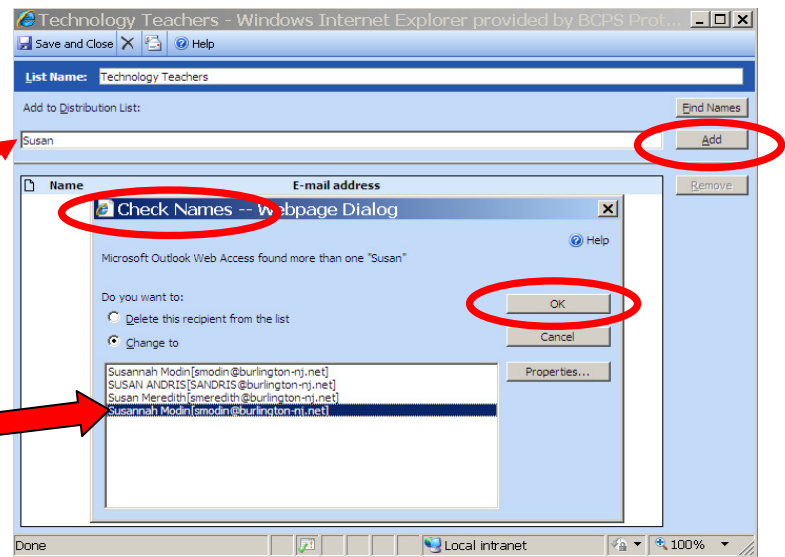 Technology Teachers - Windows Internet Explorer provided by BCPS Prot...
Save and Close Help
List Name: Technology Teachers
Add to Distribution List: Find Names
Susan Add
Name E-mail address Remove
Check Names -- Webpage Dialog
Help
Microsoft Outlook Web Access found more than one "Susan"
Do you want to: OK
Delete this recipient from the list
Change to Cancel
Susannah Modin[smodin@burlington-nj.net] Properties...
SUSAN ANDRIS[SANDRIS@burlington-nj.net]
Susan Meredith[smeredith@burlington-nj.net]
Susannah Modin[smodin@burlington-nj.net]
Done Local intranet 100%